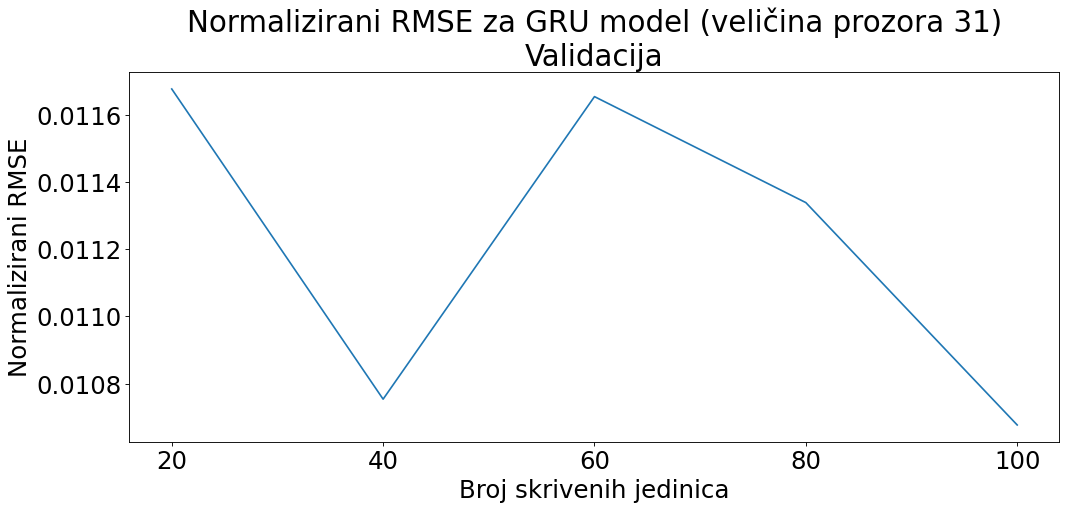 Normalizirani RMSE za GRU model (veličina prozora 31)
Validacija
Normalizirani RMSE
0.0116
0.0114
0.0112
0.0110
0.0108
20 40 60 80 100
Broj skrivenih jedinica